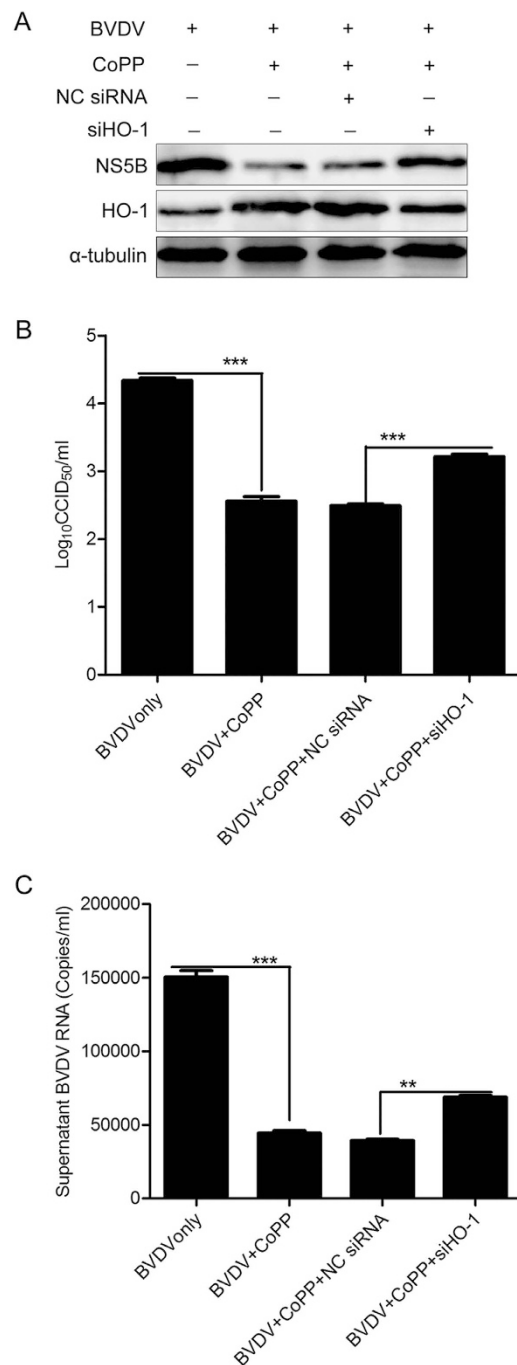 A
BVDV + + + +
CoPP – + + +
NC siRNA – – + –
siHO-1 – – – +
NS5B
HO-1
α-tubulin
B
Log₁₀CCID₅₀/ml
5
4
3
2
1
0
***
***
BVDVonly
BVDV+CoPP
BVDV+CoPP+NC siRNA
BVDV+CoPP+siHO-1
C
Supernatant BVDV RNA (Copies/ml)
200000
150000
100000
50000
0
***
**
BVDVonly
BVDV+CoPP
BVDV+CoPP+NC siRNA
BVDV+CoPP+siHO-1